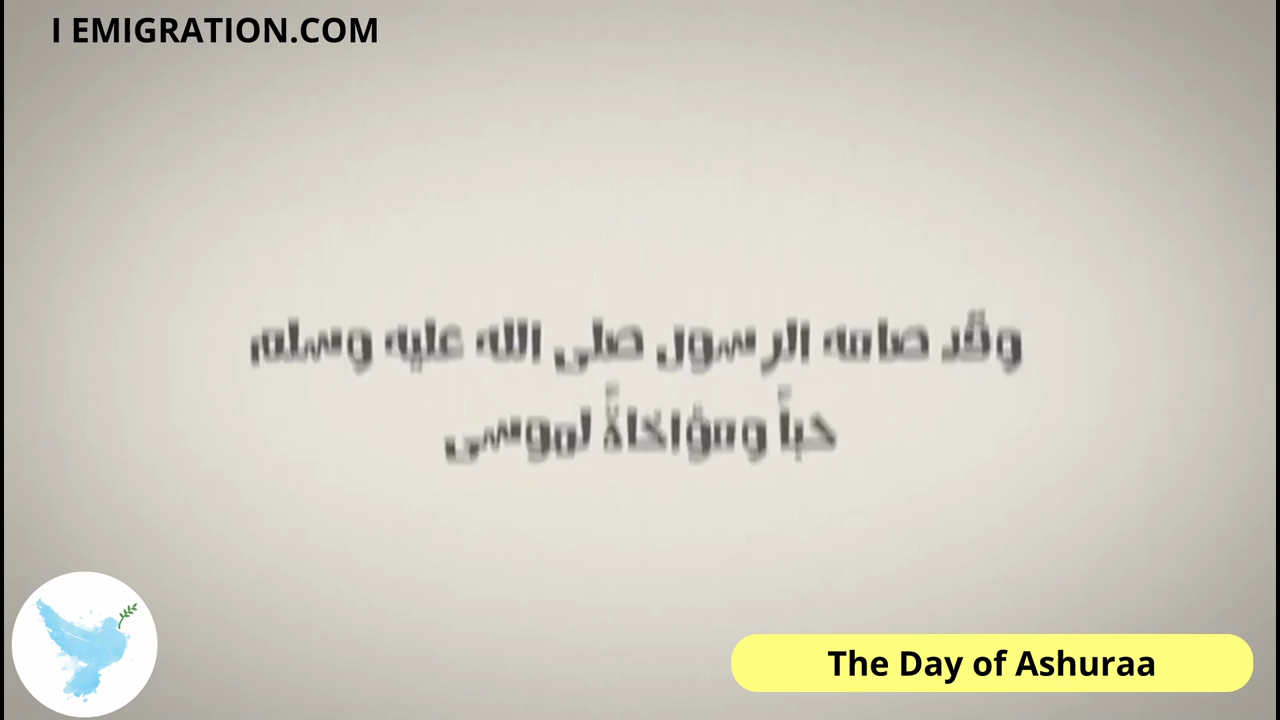 I EMIGRATION.COM
وقد صامه الرسول صلى الله عليه وسلم
حباً ومؤاخاةً لموسى
The Day of Ashuraa